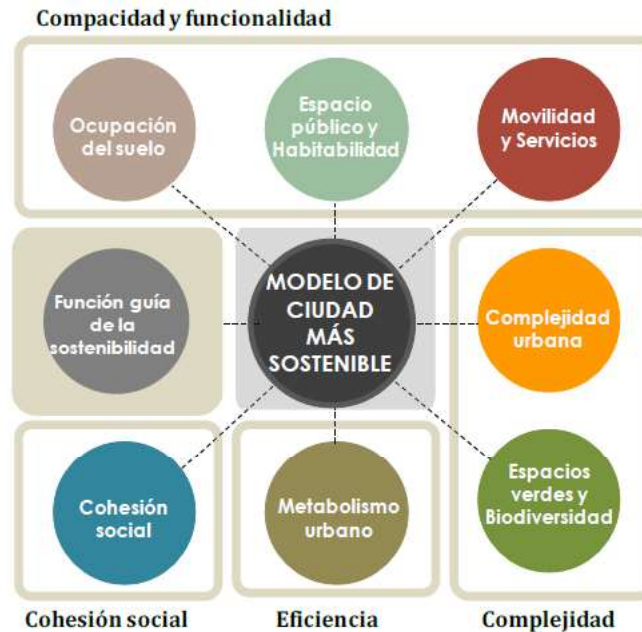 Compacidad y funcionalidad
Ocupación
del suelo
Espacio
público y
Habitabilidad
Movilidad
y Servicios
Función guía
de la
sostenibilidad
MODELO DE
CIUDAD
MÁS
SOSTENIBLE
Complejidad
urbana
Cohesión
social
Metabolismo
urbano
Espacios
verdes y
Biodiversidad
Cohesión social
Eficiencia
Complejidad